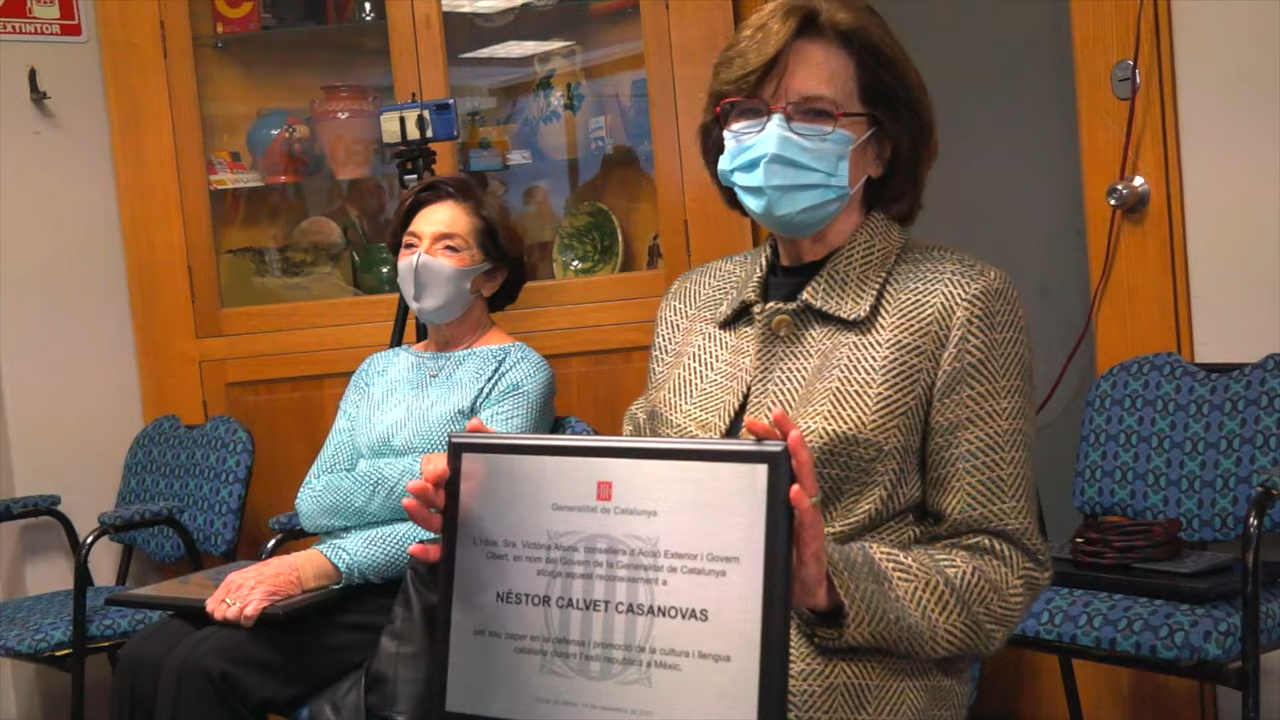 EXTINTOR
Generalitat de Catalunya
L'Hble. Sra. Victòria Alsina, consellera d'Acció Exterior i Govern
Obert, en nom del Govern de la Generalitat de Catalunya
atorga aquest reconeixement a
NÉSTOR CALVET CASANOVAS
pel seu paper en la defensa i promoció de la cultura i llengua
catalana durant l'exili republicà a Mèxic.